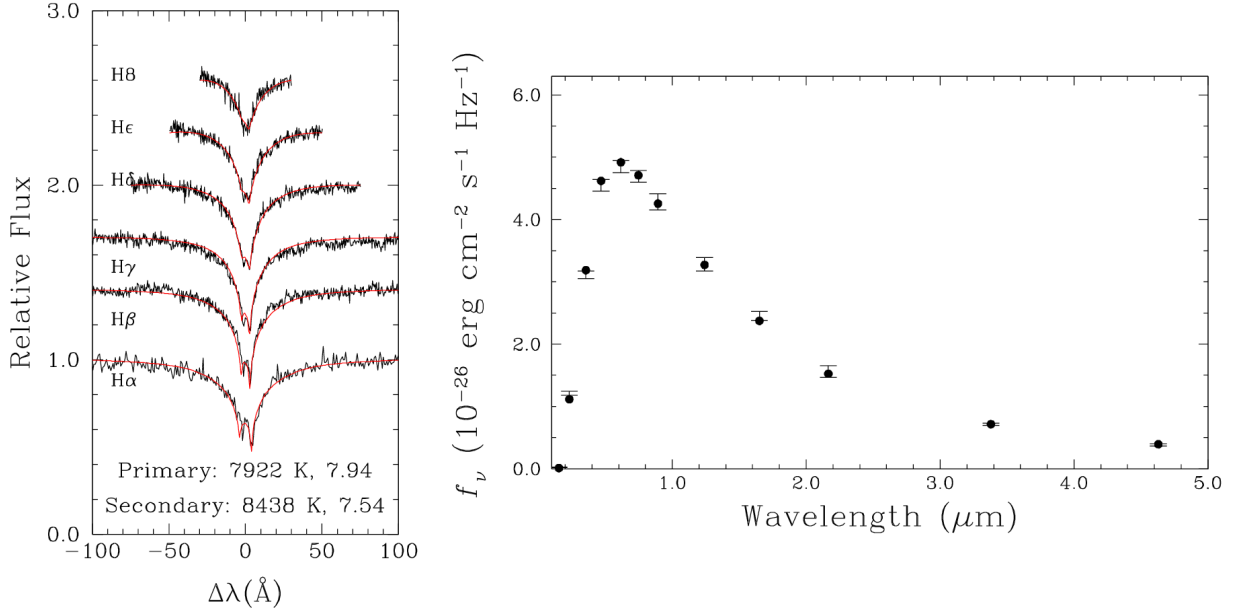 3.0
2.0
1.0
0.0
Relative Flux
H8
Hϵ
Hδ
Hγ
Hβ
Hα
Primary: 7922 K, 7.94
Secondary: 8438 K, 7.54
−100 −50 0 50 100
Δλ(Å)
6.0
4.0
2.0
0.0
f_ν (10^−26 erg cm^−2 s^−1 Hz^−1)
1.0 2.0 3.0 4.0 5.0
Wavelength (μm)